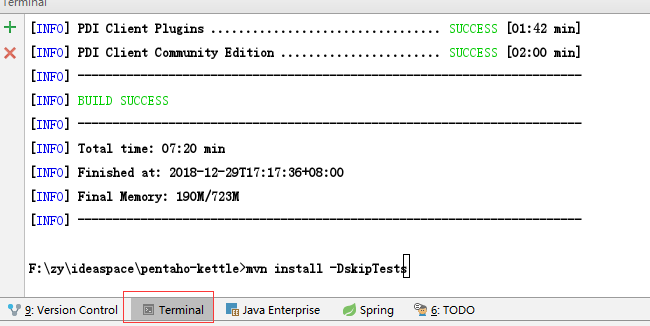 Terminal
[INFO] PDI Client Plugins ................................. SUCCESS [01:42 min]
[INFO] PDI Client Community Edition ....................... SUCCESS [02:00 min]
[INFO] ------------------------------------------------------------------------
[INFO] BUILD SUCCESS
[INFO] ------------------------------------------------------------------------
[INFO] Total time: 07:20 min
[INFO] Finished at: 2018-12-29T17:17:36+08:00
[INFO] Final Memory: 190M/723M
[INFO] ------------------------------------------------------------------------
F:\zy\ideaspace\pentaho-kettle>mvn install -DskipTests
9: Version Control Terminal Java Enterprise Spring 6: TODO